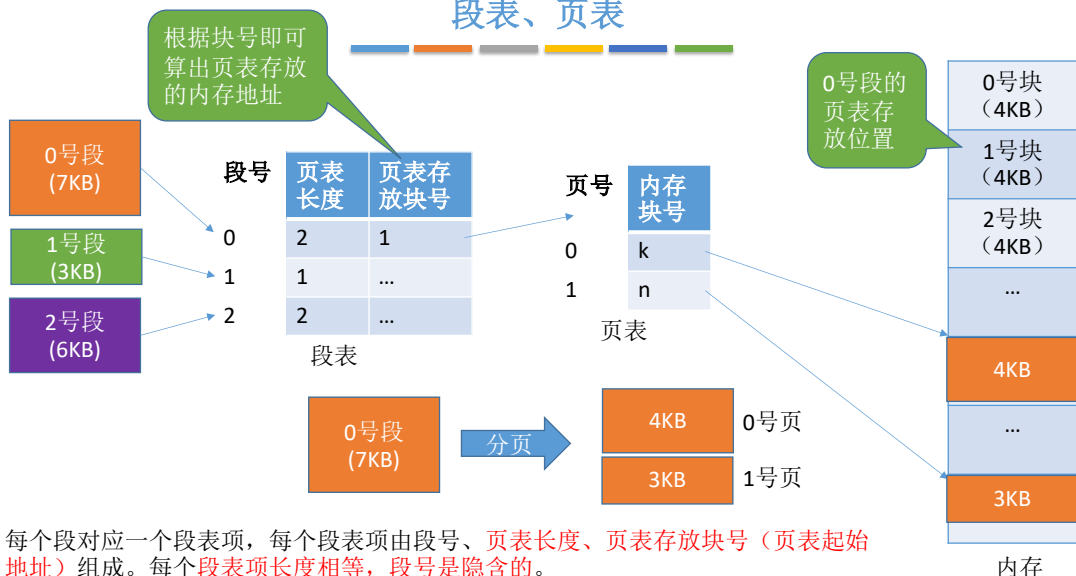 段表、页表
根据块号即可
算出页表存放
的内存地址
0号段的
页表存
放位置
0号段
(7KB)
1号段
(3KB)
2号段
(6KB)
段号
页表
长度
页表存
放块号
0
2
1
1
1
…
2
2
…
段表
页号
内存
块号
0
k
1
n
页表
0号块
（4KB）
1号块
（4KB）
2号块
（4KB）
…
4KB
…
3KB
内存
0号段
(7KB)
分页
4KB
0号页
3KB
1号页
每个段对应一个段表项，每个段表项由段号、页表长度、页表存放块号（页表起始
地址）组成。每个段表项长度相等，段号是隐含的。